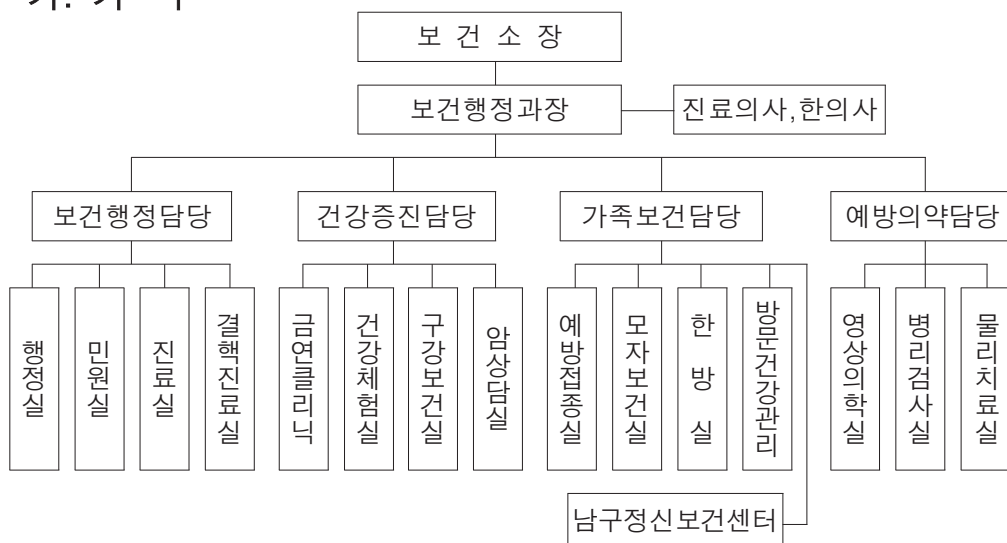 보 건 소 장
보건행정과장
진료의사,한의사
보건행정담당
건강증진담당
가족보건담당
예방의약담당
행정실
민원실
진료실
결핵진료실
금연클리닉
건강체험실
구강보건실
암상담실
예방접종실
모자보건실
한 방 실
방문건강관리
영상의학실
병리검사실
물리치료실
남구정신보건센터